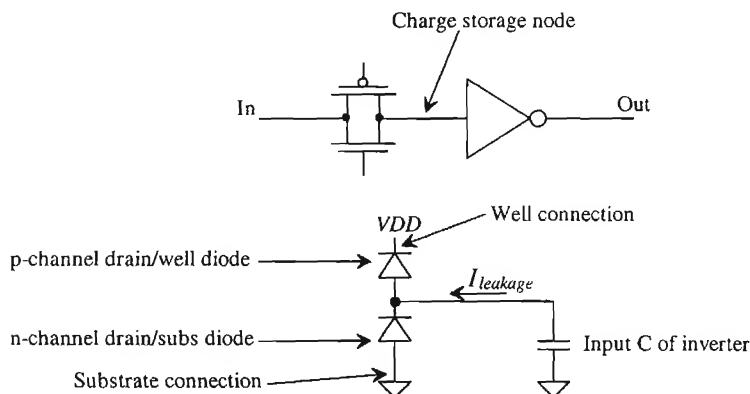 Charge storage node
In
Out
VDD
Well connection
p-channel drain/well diode
I leakage
n-channel drain/subs diode
Input C of inverter
Substrate connection